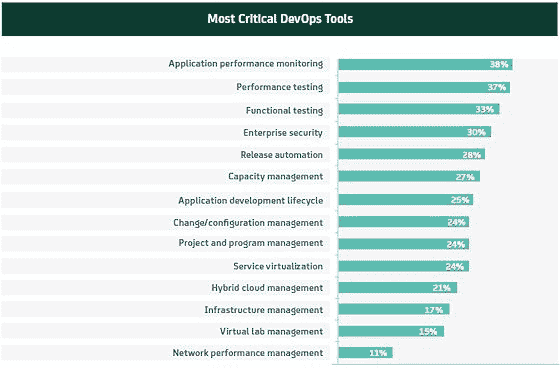 Most Critical DevOps Tools
Application performance monitoring 38%
Performance testing 37%
Functional testing 33%
Enterprise security 30%
Release automation 28%
Capacity management 27%
Application development lifecycle 25%
Change/configuration management 24%
Project and program management 24%
Service virtualization 24%
Hybrid cloud management 21%
Infrastructure management 17%
Virtual lab management 15%
Network performance management 11%